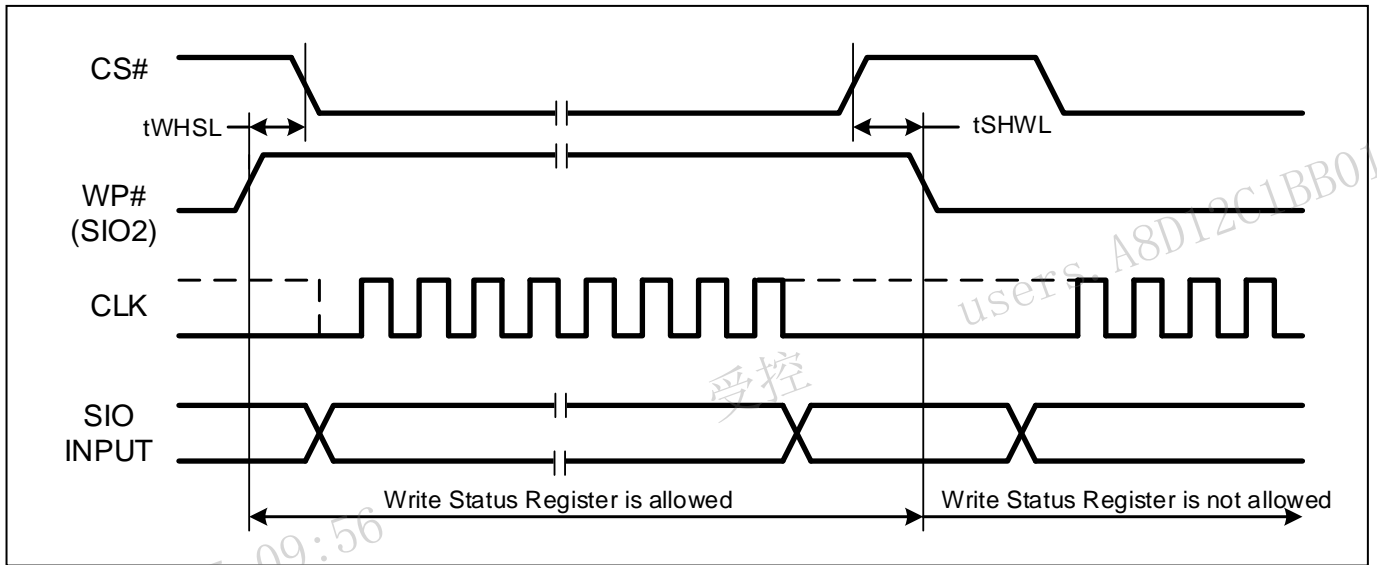 CS#
tWHSL
tSHWL
WP#
(SIO2)
users, A8D12C1BB01
CLK
受控
SIO
INPUT
Write Status Register is allowed
Write Status Register is not allowed
09:56